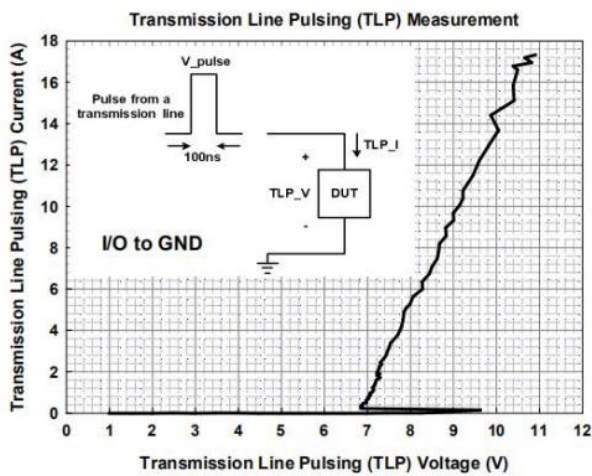 Transmission Line Pulsing (TLP) Measurement
Transmission Line Pulsing (TLP) Current (A)
18
16
14
12
10
8
6
4
2
0
V_pulse
Pulse from a
transmission line
100ns
TLP_I
+
TLP_V
DUT
-
I/O to GND
0 1 2 3 4 5 6 7 8 9 10 11 12
Transmission Line Pulsing (TLP) Voltage (V)